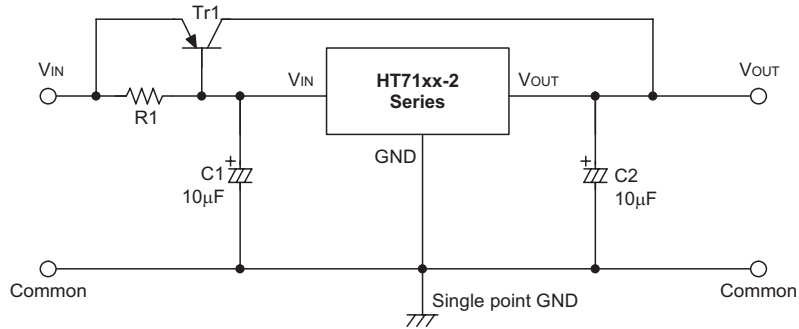 Tr1
VIN
R1
VIN
HT71xx-2
Series
VOUT
VOUT
GND
+
C1
10μF
+
C2
10μF
Common
Single point GND
Common